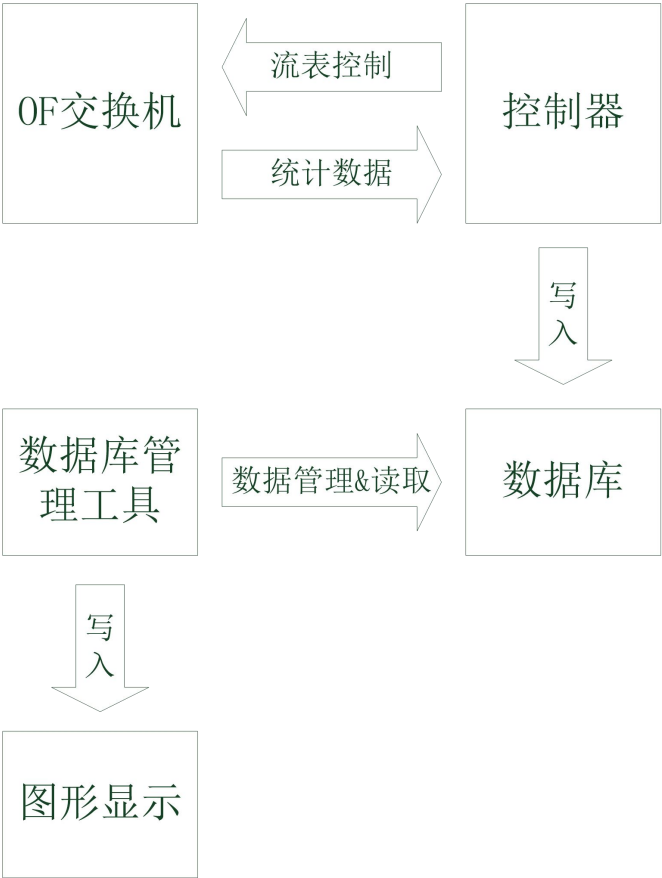 OF交换机
流表控制
统计数据
控制器
写
入
数据库管
理工具
数据管理&读取
数据库
写
入
图形显示